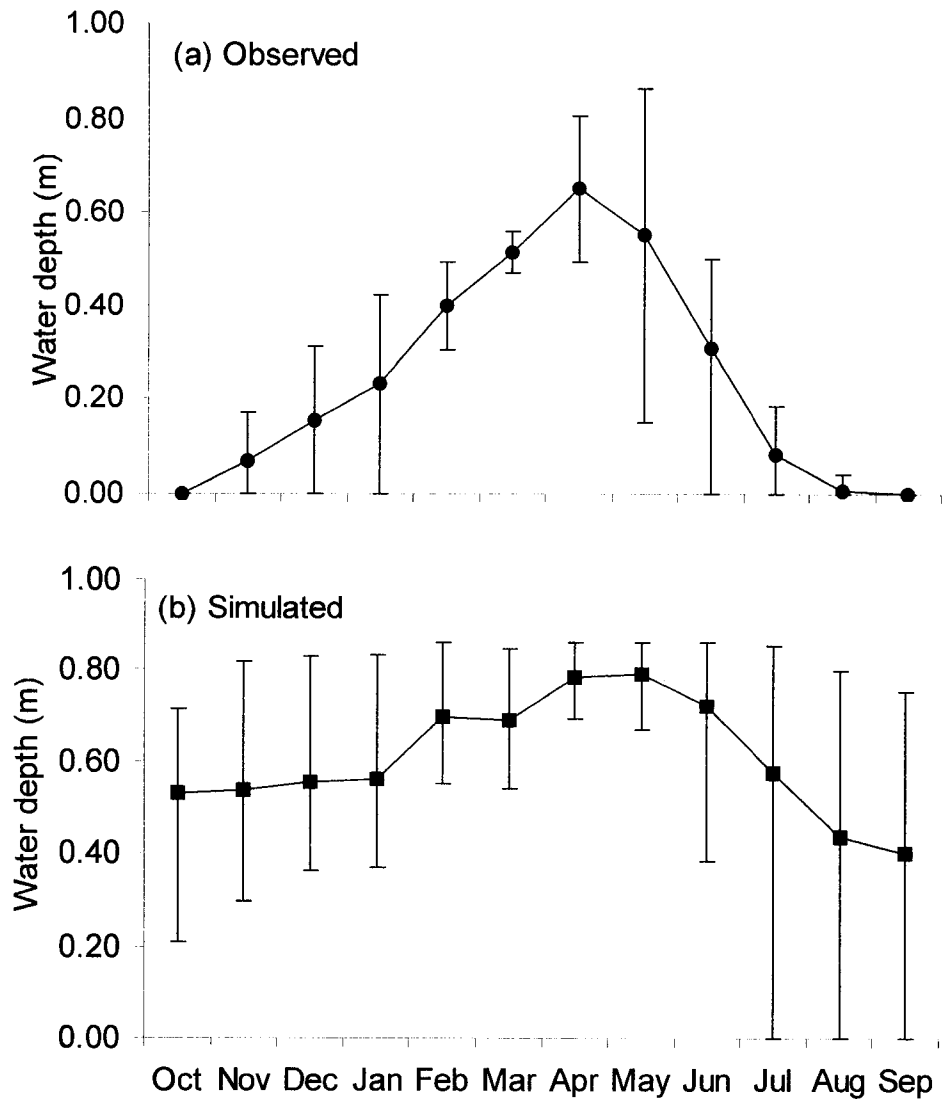 1.00
(a) Observed
0.80
0.60
0.40
0.20
0.00
Water depth (m)
1.00
(b) Simulated
0.80
0.60
0.40
0.20
0.00
Water depth (m)
Oct Nov Dec Jan Feb Mar Apr May Jun Jul Aug Sep